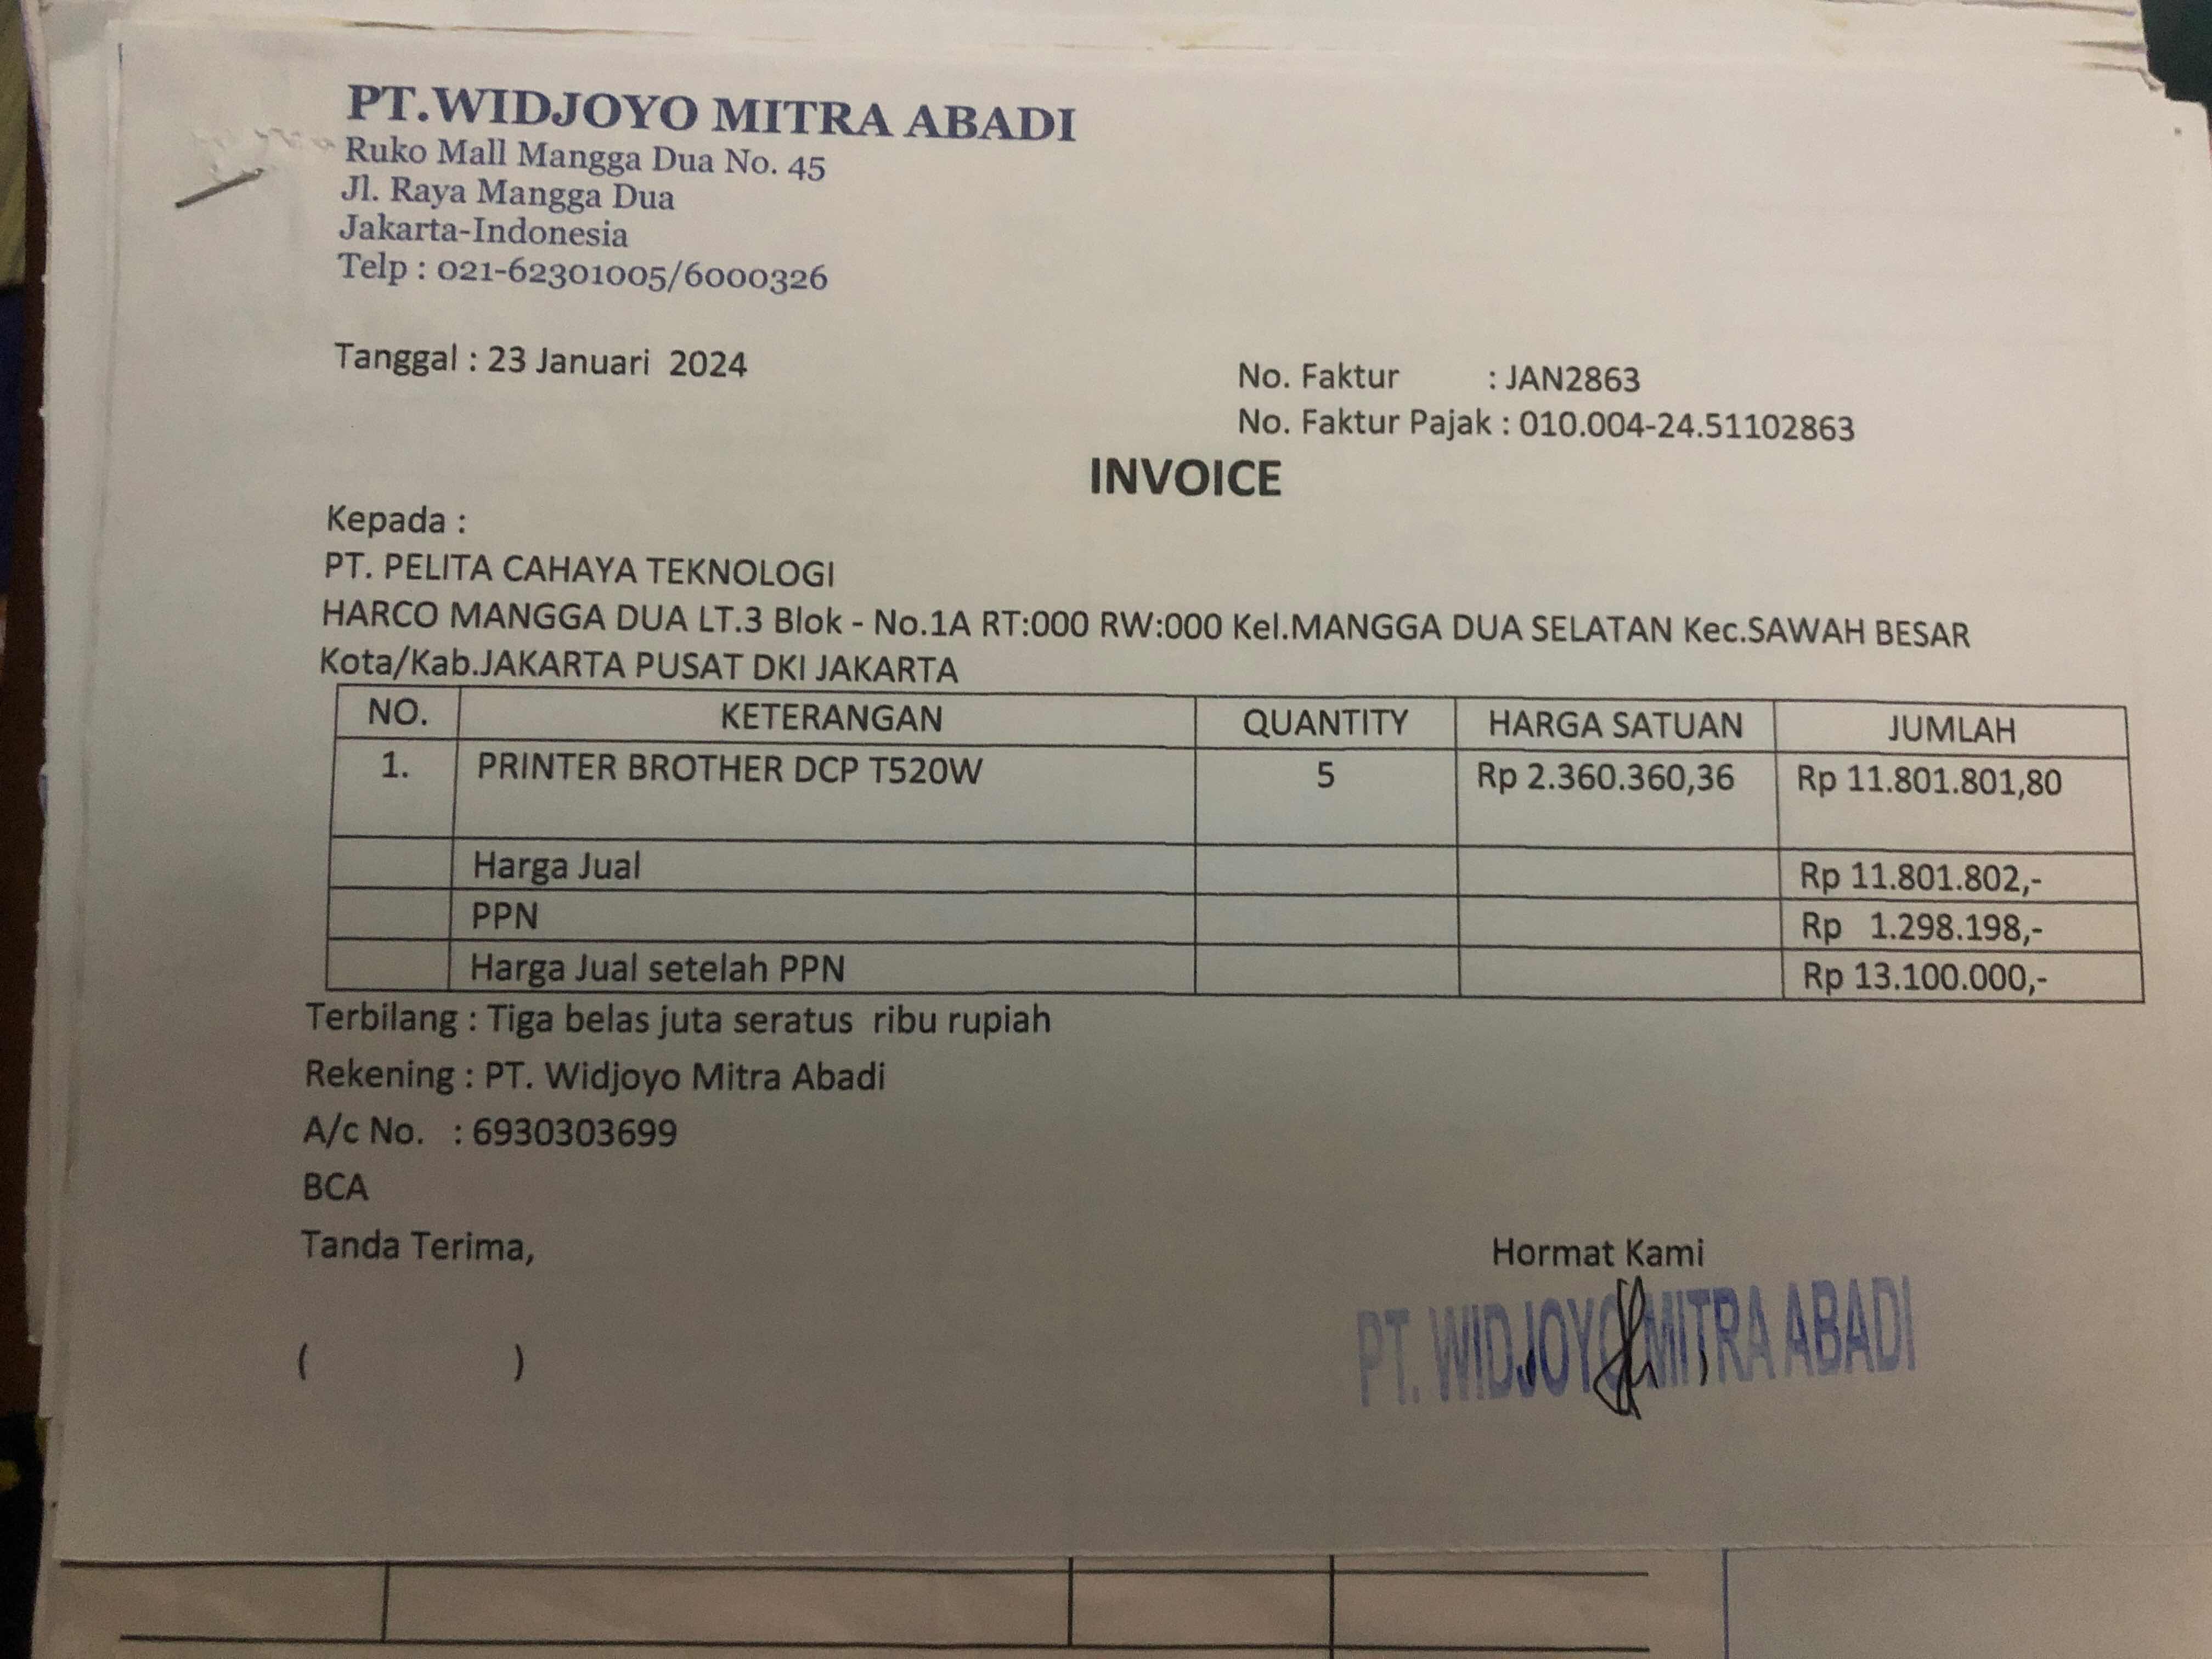 PT.WIDJOYO MITRA ABADI
Ruko Mall Mangga Dua No. 45
Jl. Raya Mangga Dua
Jakarta-Indonesia
Telp : 021-62301005/6000326
Tanggal : 23 Januari 2024
No. Faktur : JAN2863
No. Faktur Pajak : 010.004-24.51102863
INVOICE
Kepada :
PT. PELITA CAHAYA TEKNOLOGI
HARCO MANGGA DUA LT.3 Blok - No.1A RT:000 RW:000 Kel.MANGGA DUA SELATAN Kec.SAWAH BESAR
Kota/Kab.JAKARTA PUSAT DKI JAKARTA
NO. KETERANGAN QUANTITY HARGA SATUAN JUMLAH
1. PRINTER BROTHER DCP T520W 5 Rp 2.360.360,36 Rp 11.801.801,80
Harga Jual Rp 11.801.802,-
PPN Rp 1.298.198,-
Harga Jual setelah PPN Rp 13.100.000,-
Terbilang : Tiga belas juta seratus ribu rupiah
Rekening : PT. Widjoyo Mitra Abadi
A/c No. : 6930303699
BCA
Tanda Terima, Hormat Kami
PT. WIDJOYO MITRA ABADI
( )